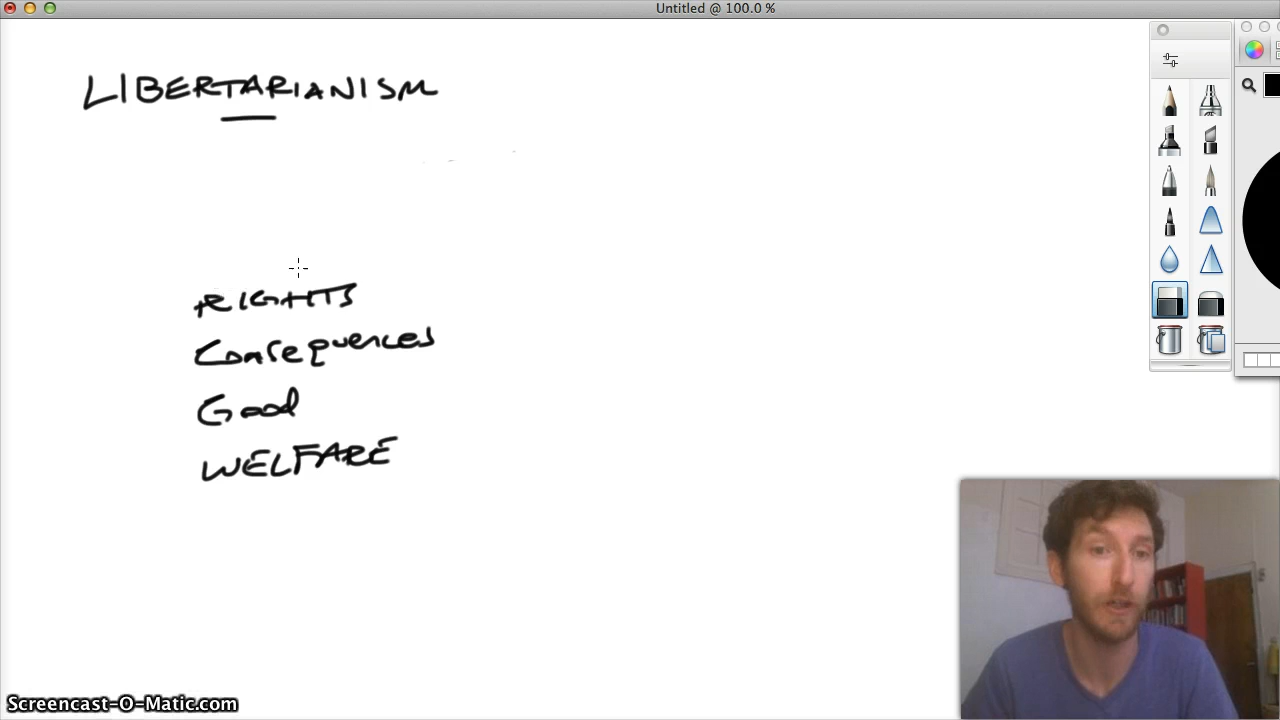 Untitled @ 100.0 %
LIBERTARIANISM
RIGHTS
Consequences
Good
WELFARE
Screencast-O-Matic.com